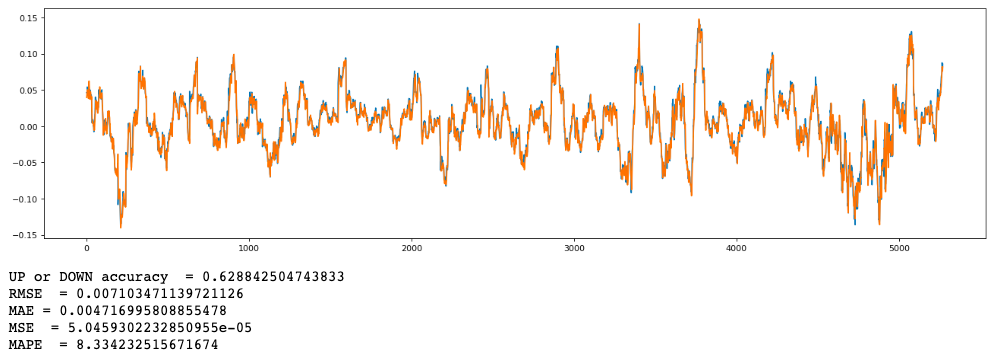 0.15
0.10
0.05
0.00
−0.05
−0.10
−0.15
0 1000 2000 3000 4000 5000
UP or DOWN accuracy  = 0.628842504743833
RMSE  = 0.007103471139721126
MAE = 0.004716995808855478
MSE  = 5.0459302232850955e-05
MAPE  = 8.334232515671674